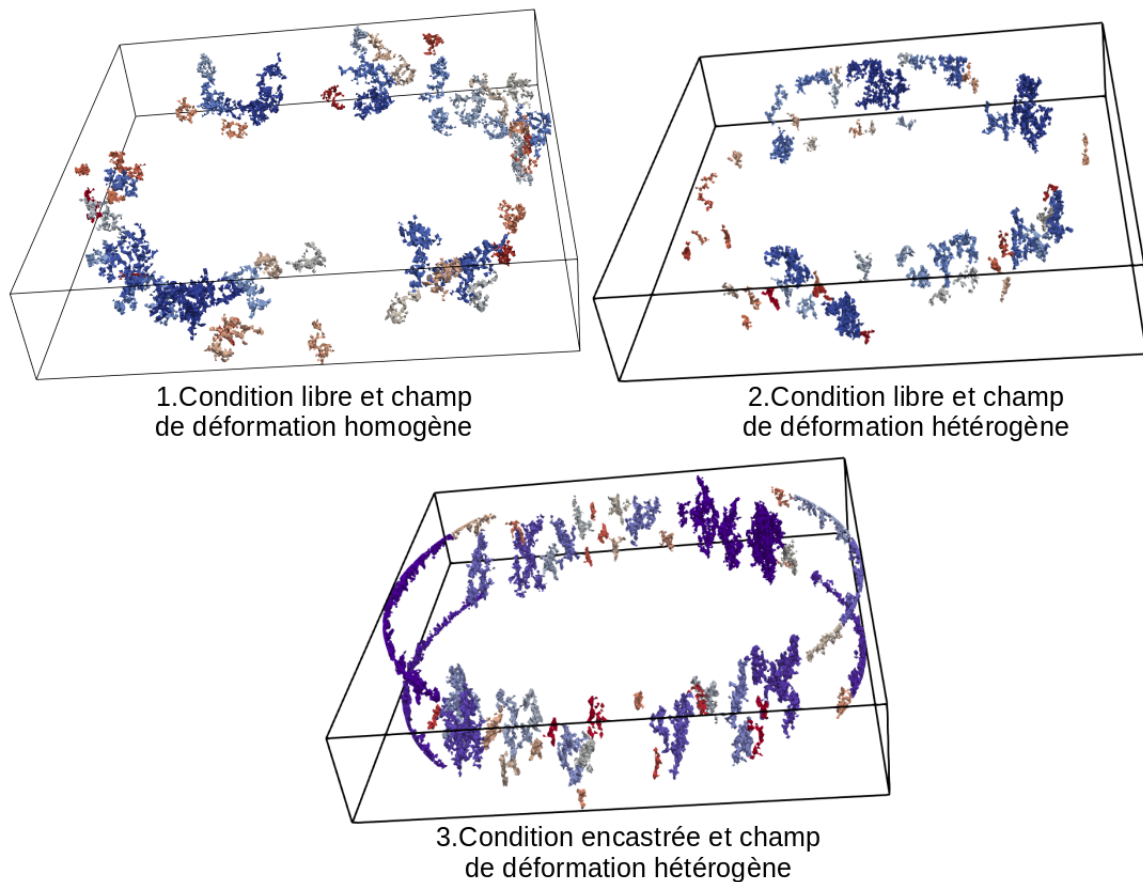 1.Condition libre et champ
de déformation homogène
2.Condition libre et champ
de déformation hétérogène
3.Condition encastrée et champ
de déformation hétérogène